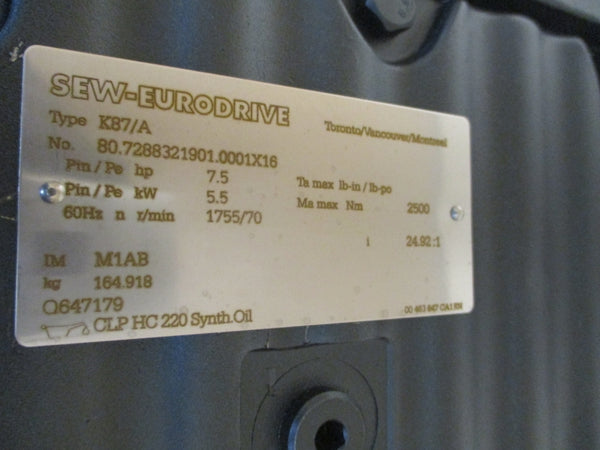 SEW-EURODRIVE
Toronto/Vancouver/Montreal
Type K87/A
No. 80.7288321901.0001X16
Pin/Pe hp 7.5
Ta max lb-in / lb-po
Pin/Pe kW 5.5
Ma max Nm 2500
60Hz n r/min 1755/70
i 24.92 :1
IM M1AB
kg 164.918
Q647179
CLP HC 220 Synth.Oil